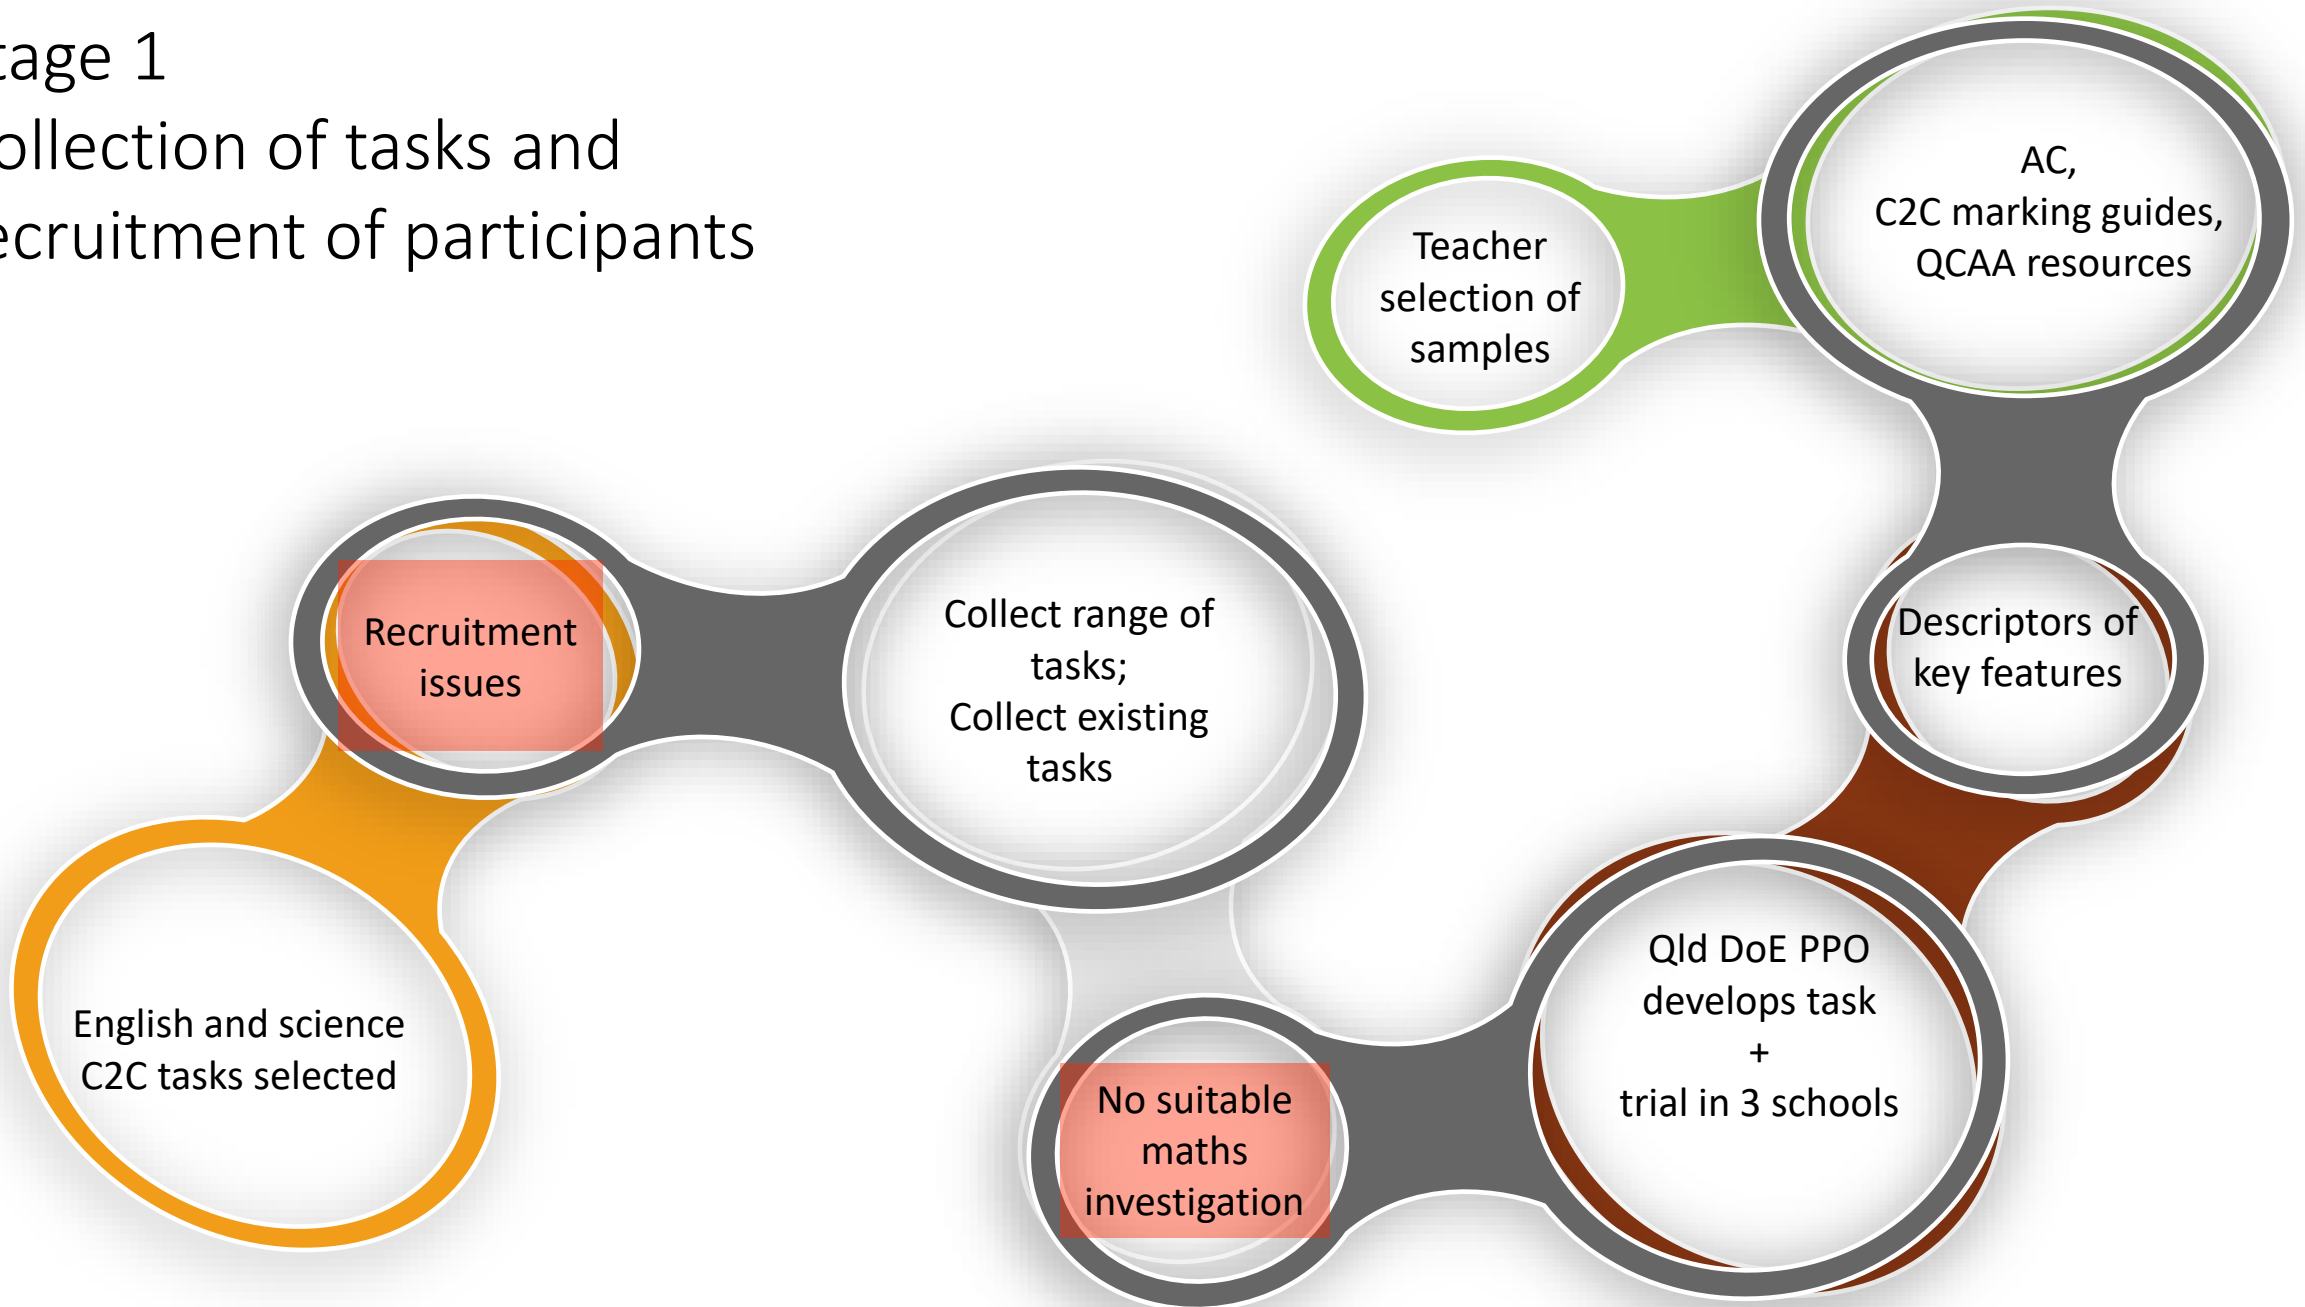 tage 1
ollection of tasks and
ecruitment of participants
AC,
C2C marking guides,
QCAA resources
Teacher
selection of
samples
Recruitment
issues
Collect range of
tasks;
Collect existing
tasks
Descriptors of
key features
English and science
C2C tasks selected
No suitable
maths
investigation
Qld DoE PPO
develops task
+
trial in 3 schools